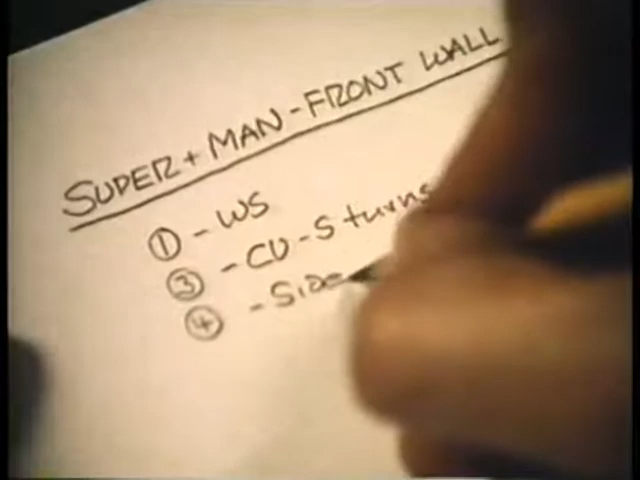 SUPER + MAN - FRONT WALL
① - WS
③ - CU - S turns
④ - Side